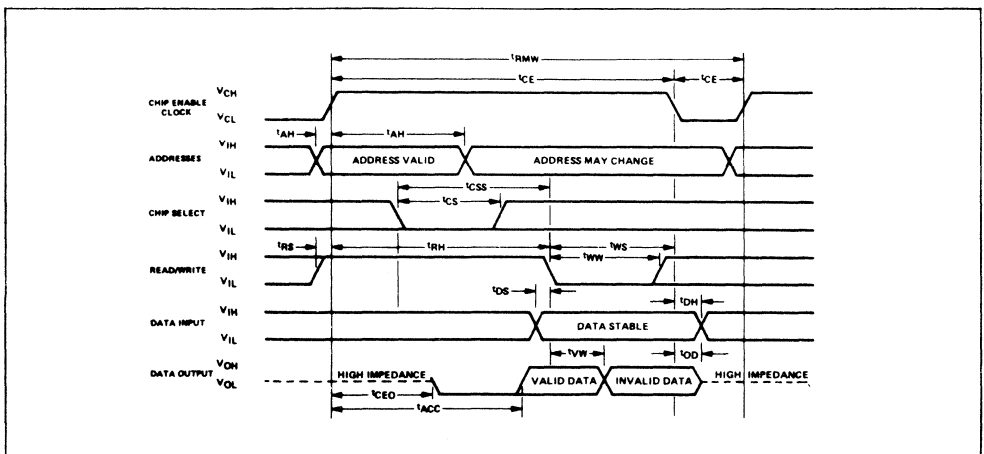 tRMW
tCE tCE
CHIP ENABLE CLOCK VCH VCL
tAH tAH
ADDRESSES VIH VIL ADDRESS VALID ADDRESS MAY CHANGE
tCSS
tCS
CHIP SELECT VIH VIL
tRS tRH tWS
tWW
READ/WRITE VIH VIL
tDS tDH
DATA INPUT VIH VIL DATA STABLE
tVW tOD
DATA OUTPUT VOH VOL HIGH IMPEDANCE VALID DATA INVALID DATA HIGH IMPEDANCE
tCEO
tACC